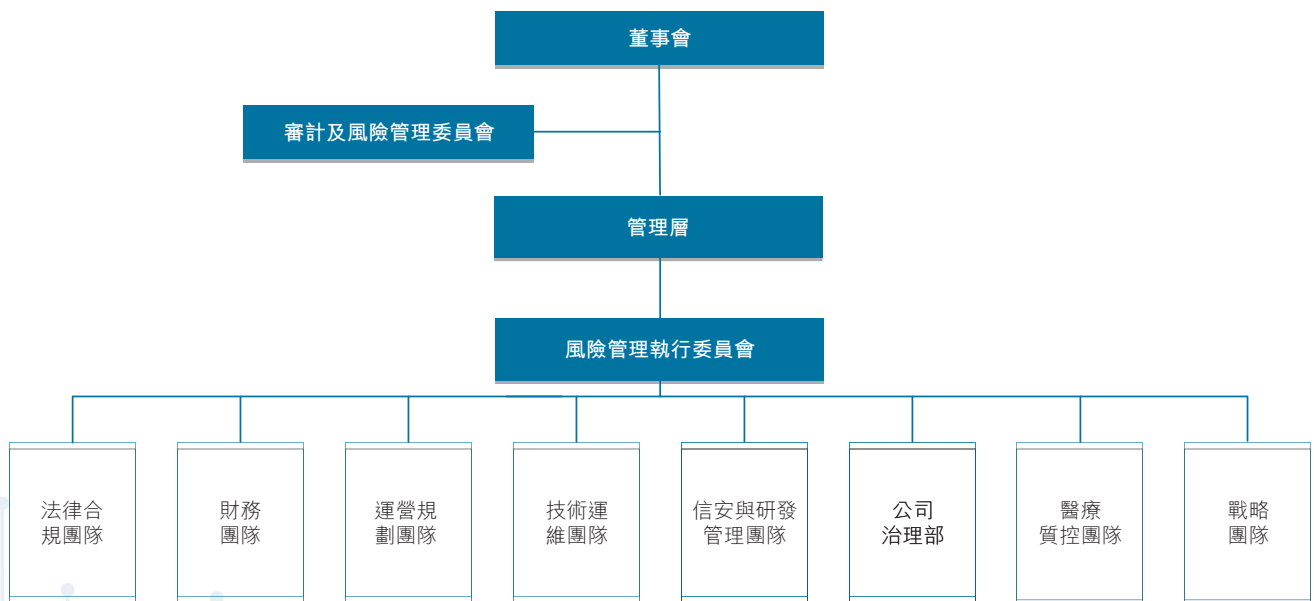 董事會
審計及風險管理委員會
管理層
風險管理執行委員會
法律合
規團隊
財務
團隊
運營規
劃團隊
技術運
維團隊
信安與研發
管理團隊
公司
治理部
醫療
質控團隊
戰略
團隊